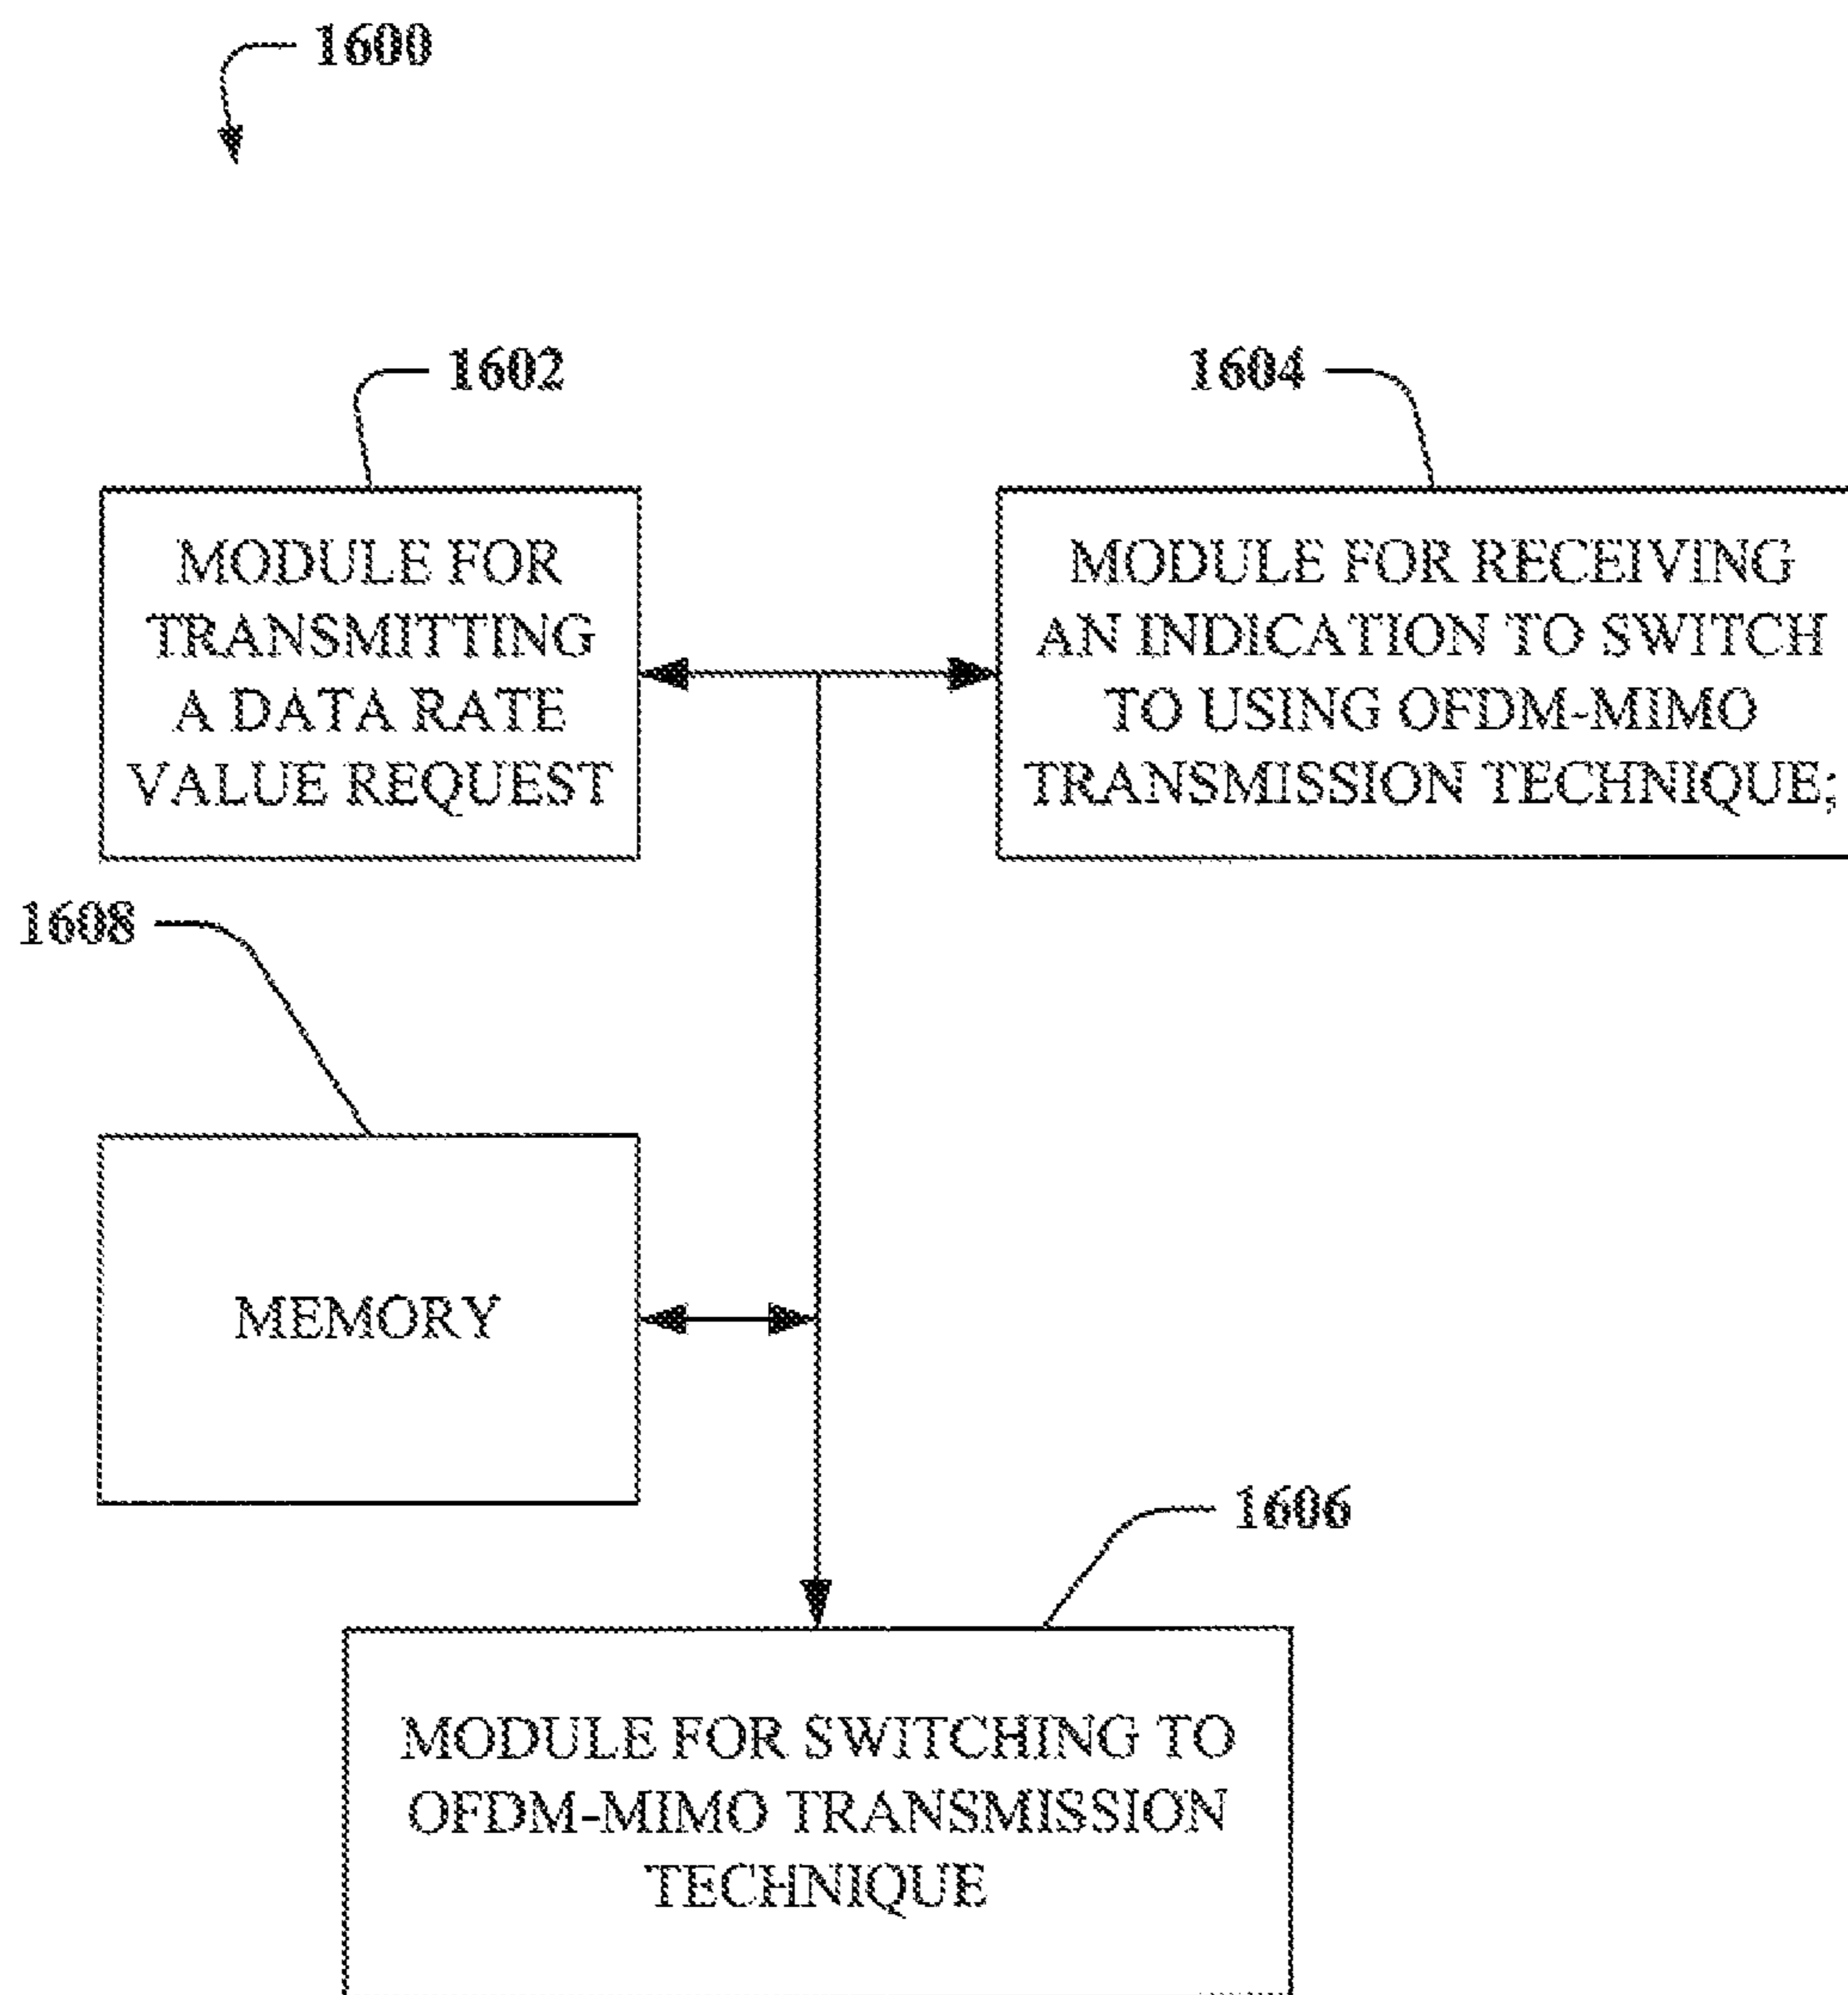 1600
1602
1604
MODULE FOR
TRANSMITTING
A DATA RATE
VALUE REQUEST
MODULE FOR RECEIVING
AN INDICATION TO SWITCH
TO USING OFDM-MIMO
TRANSMISSION TECHNIQUE;
1608
MEMORY
1606
MODULE FOR SWITCHING TO
OFDM-MIMO TRANSMISSION
TECHNIQUE